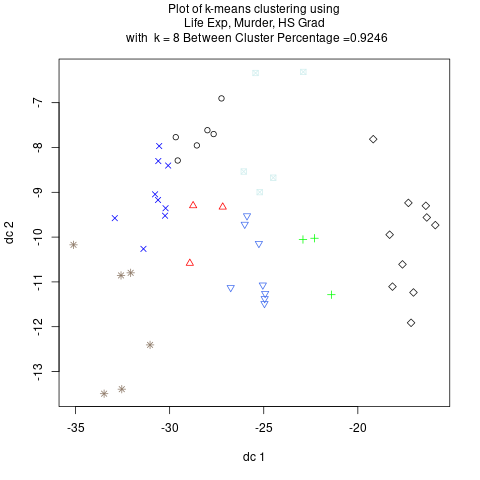 Plot of k-means clustering using
Life Exp, Murder, HS Grad
with  k = 8 Between Cluster Percentage =0.9246
-7
-8
-9
-10
-11
-12
-13
dc 2
-35
-30
-25
-20
dc 1